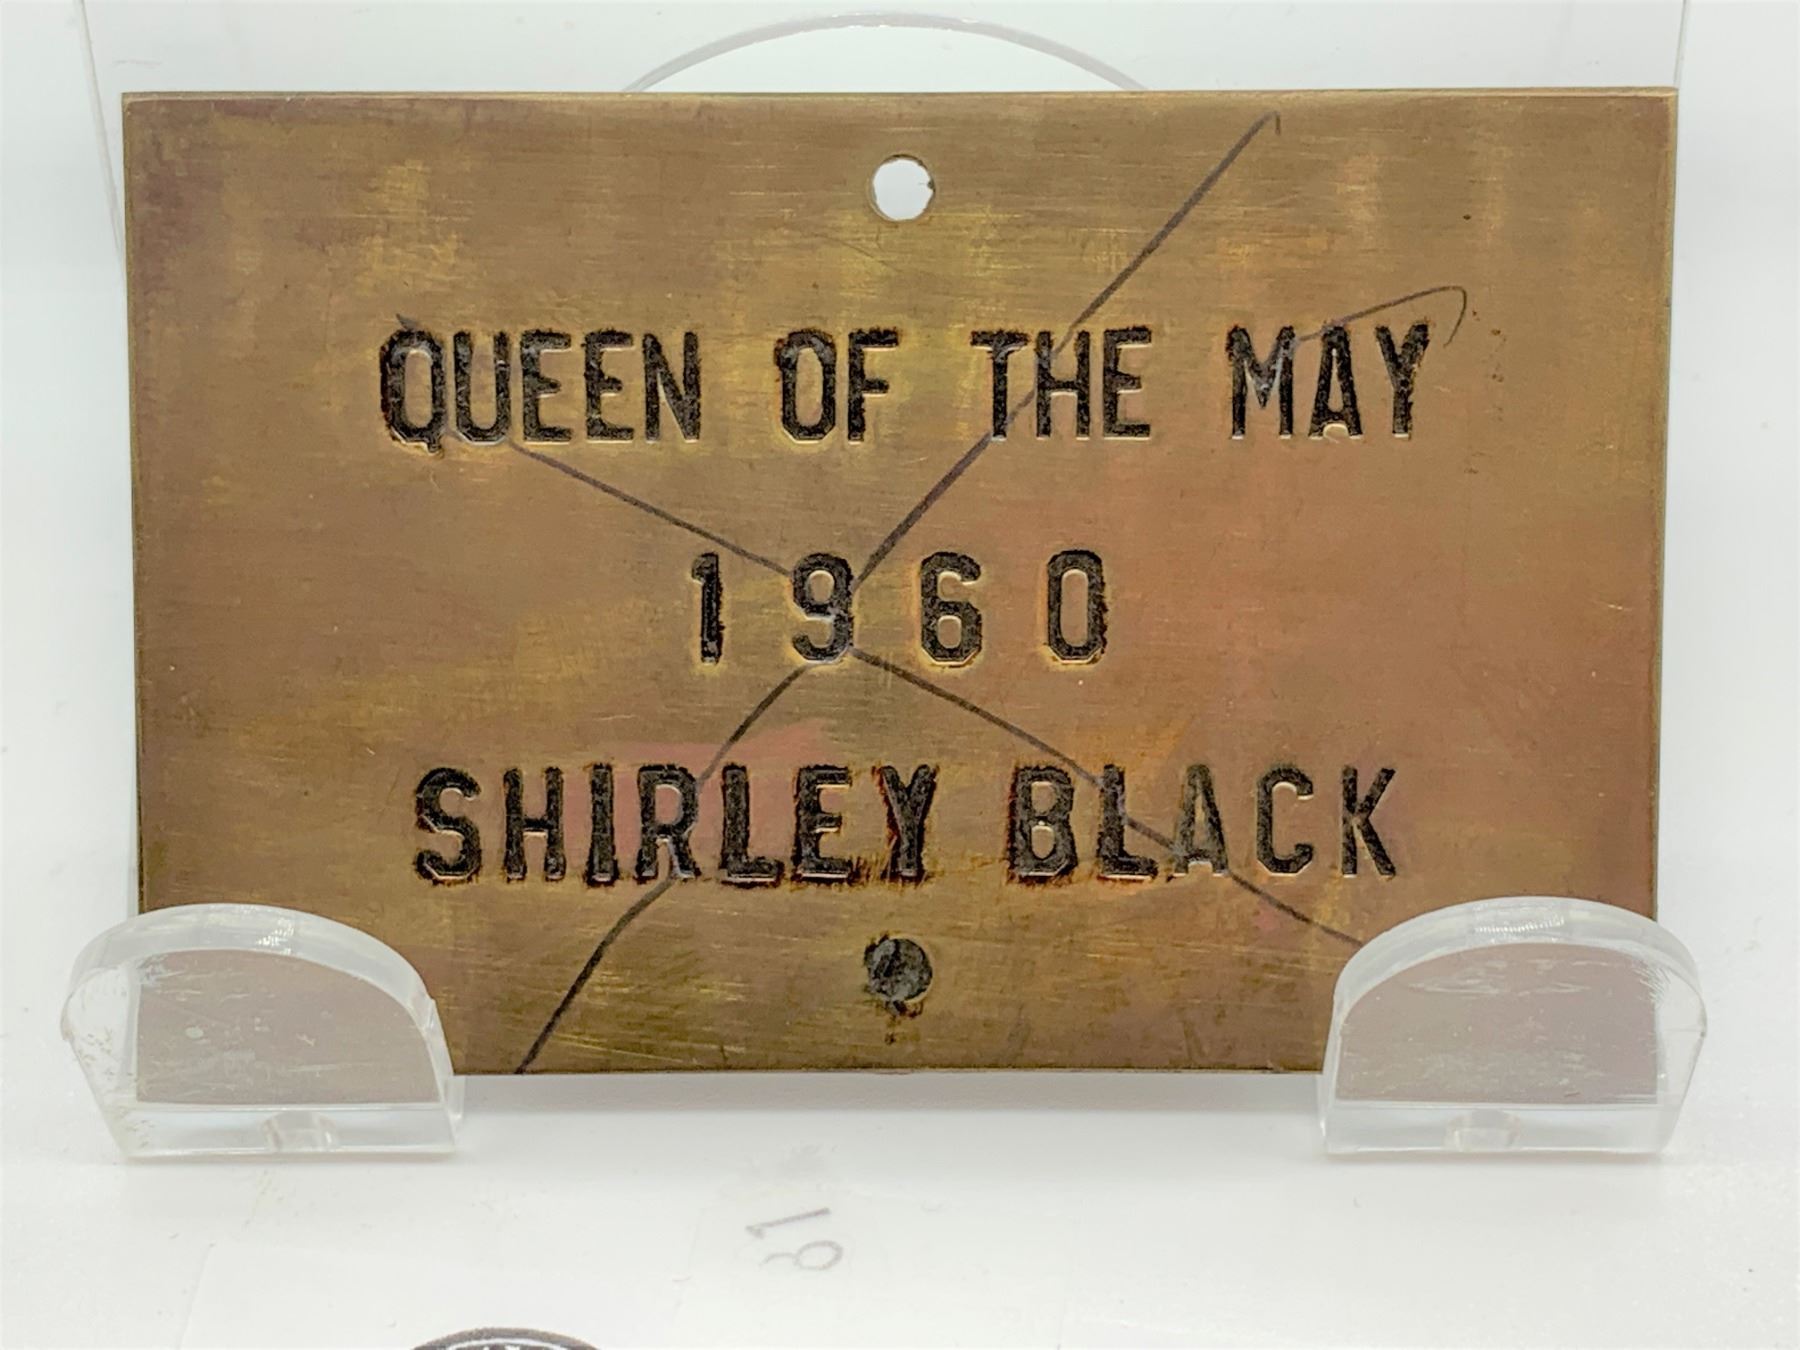 QUEEN OF THE MAY
1960
SHIRLEY BLACK